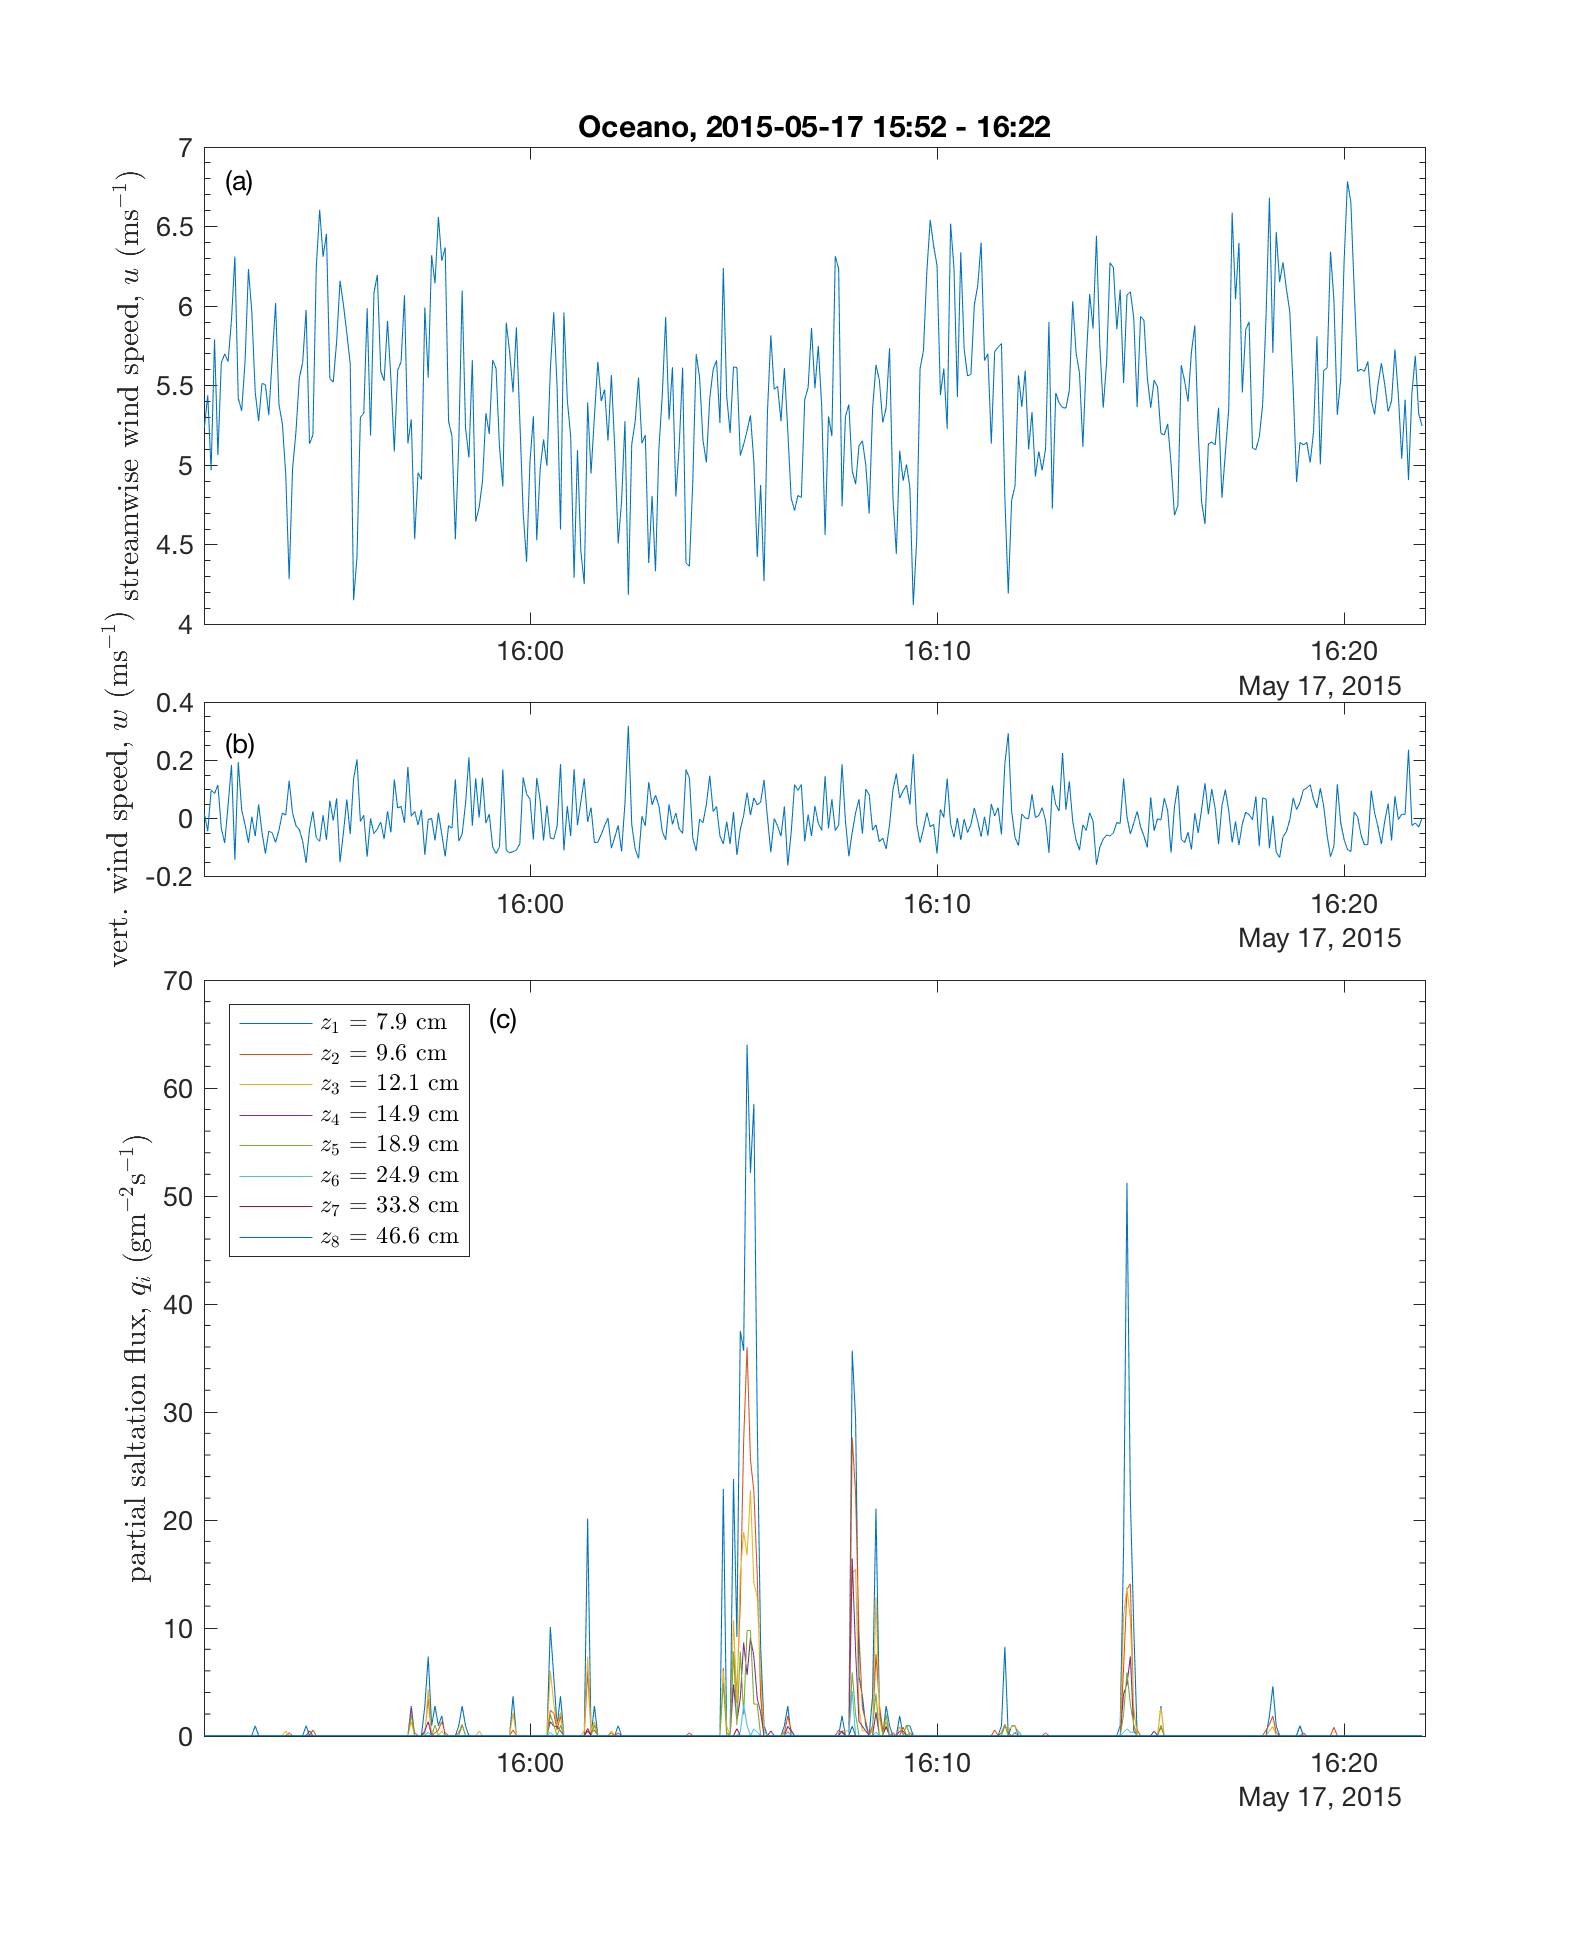 Oceano, 2015-05-17 15:52 - 16:22
(a)
streamwise wind speed, u (ms⁻¹)
7
6.5
6
5.5
5
4.5
4
16:00 16:10 16:20
May 17, 2015
(b)
vert. wind speed, w (ms⁻¹)
0.4
0.2
0
-0.2
16:00 16:10 16:20
May 17, 2015
(c)
partial saltation flux, qᵢ (gm⁻²s⁻¹)
70
60
50
40
30
20
10
0
z₁ = 7.9 cm
z₂ = 9.6 cm
z₃ = 12.1 cm
z₄ = 14.9 cm
z₅ = 18.9 cm
z₆ = 24.9 cm
z₇ = 33.8 cm
z₈ = 46.6 cm
16:00 16:10 16:20
May 17, 2015